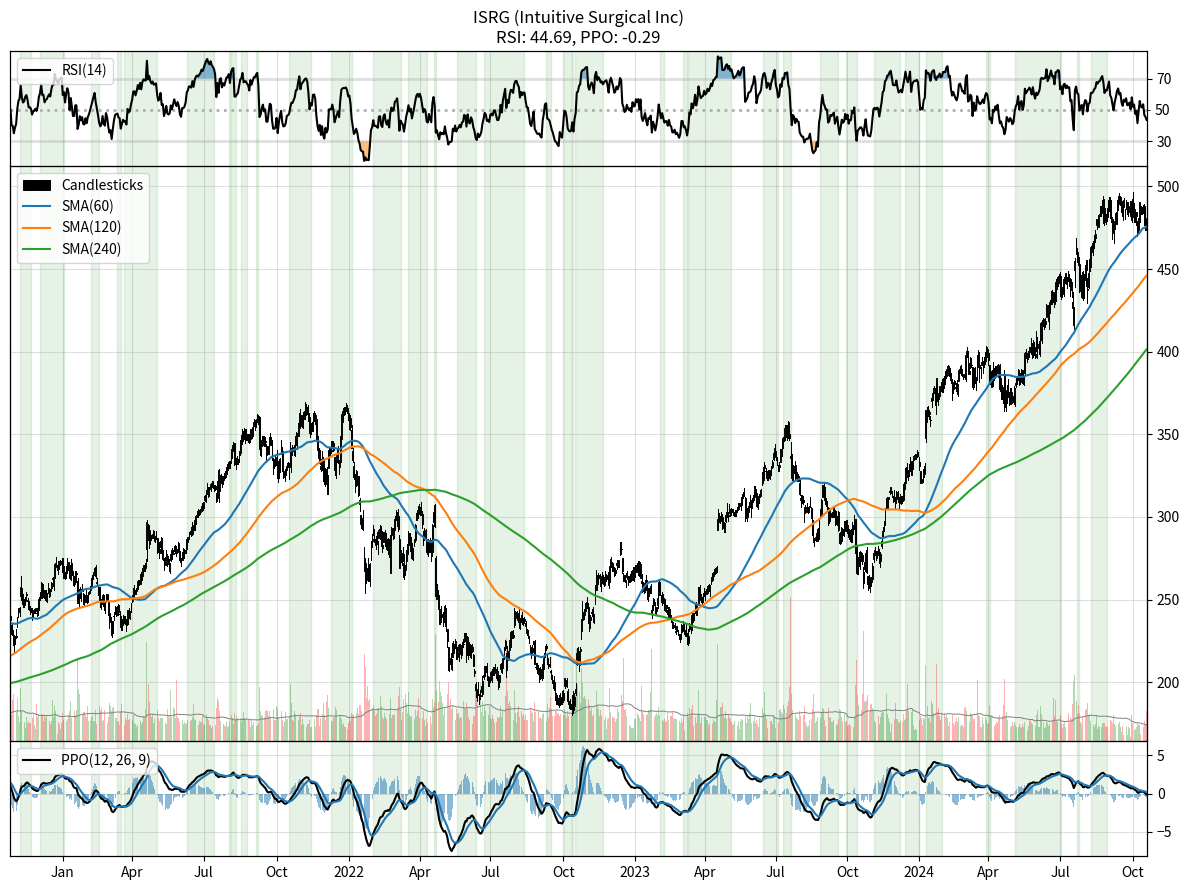 ISRG (Intuitive Surgical Inc)
RSI: 44.69, PPO: -0.29
RSI(14)
70
50
30
Candlesticks
SMA(60)
SMA(120)
SMA(240)
500
450
400
350
300
250
200
PPO(12, 26, 9)
5
0
−5
Jan Apr Jul Oct 2022 Apr Jul Oct 2023 Apr Jul Oct 2024 Apr Jul Oct